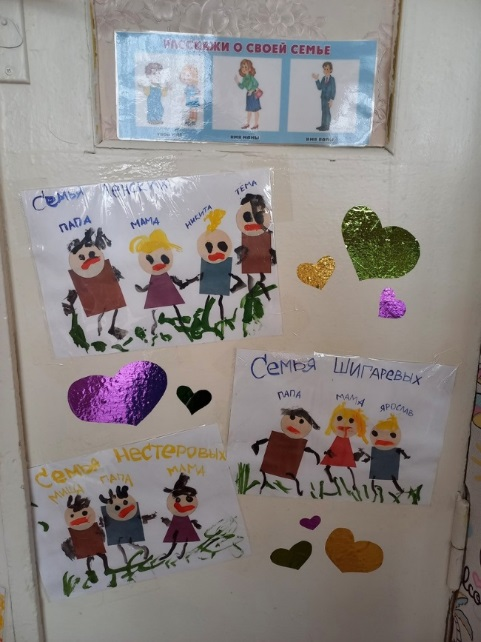 РАССКАЖИ О СВОЕЙ СЕМЬЕ
ИМЯ МАМЫ
ИМЯ ПАПЫ
СЕМЬЯ
ПАПА
МАМА
НИКИТА
ТЕМА
СЕМЬЯ ШИГАРЕВЫХ
ПАПА
МАМА
ЯРОСЛАВ
СЕМЬЯ НЕСТЕРОВЫХ
МИША
ПАПА
МАМА